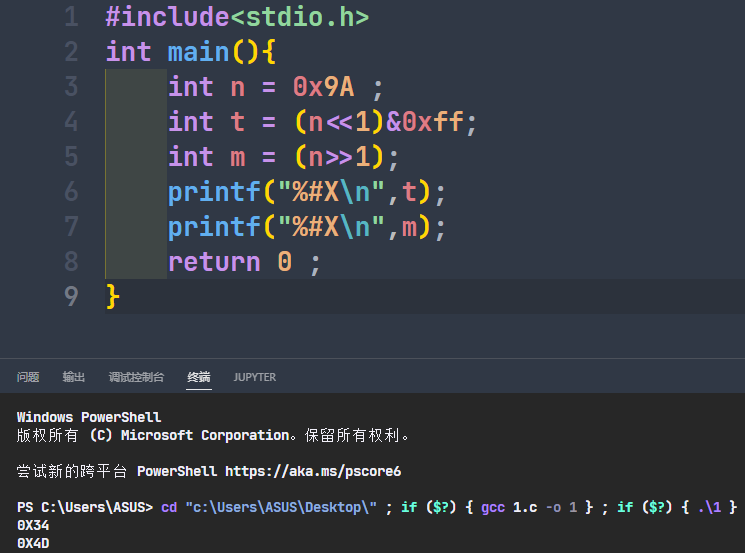 1 #include<stdio.h>
2 int main(){
3 int n = 0x9A ;
4 int t = (n<<1)&0xff;
5 int m = (n>>1);
6 printf("%#X\n",t);
7 printf("%#X\n",m);
8 return 0 ;
9 }
问题 输出 调试控制台 终端 JUPYTER
Windows PowerShell
版权所有 (C) Microsoft Corporation。保留所有权利。
尝试新的跨平台 PowerShell https://aka.ms/pscore6
PS C:\Users\ASUS> cd "c:\Users\ASUS\Desktop\" ; if ($?) { gcc 1.c -o 1 } ; if ($?) { .\1 }
0X34
0X4D